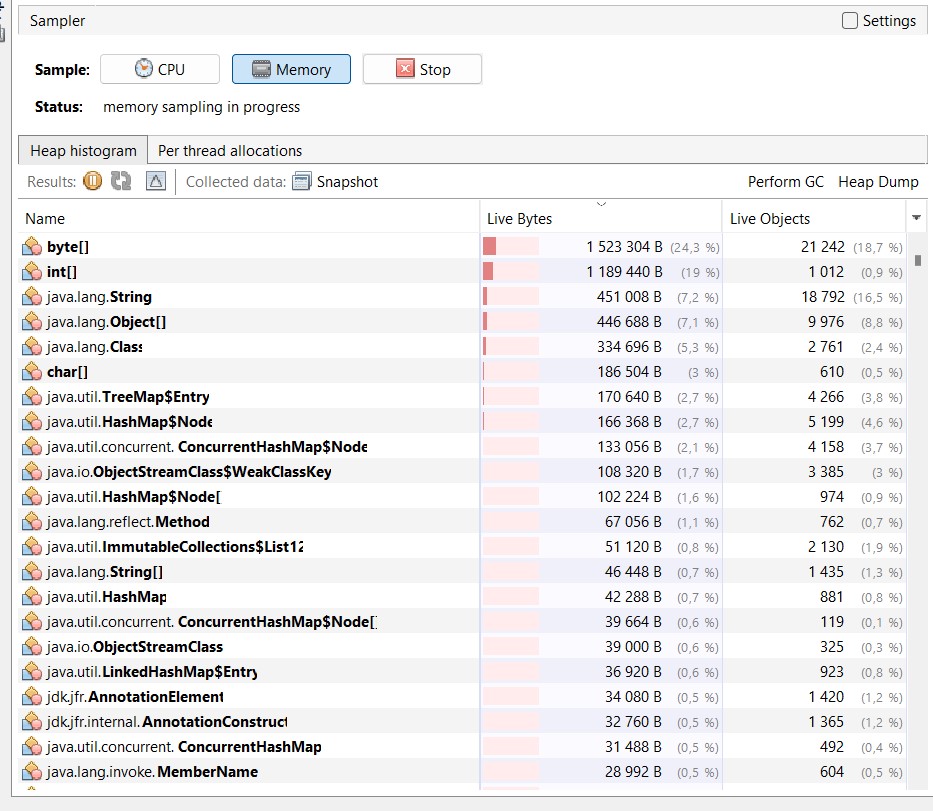 Sampler Settings
Sample: CPU Memory Stop
Status: memory sampling in progress
Heap histogram Per thread allocations
Results: Collected data: Snapshot Perform GC Heap Dump
Name Live Bytes Live Objects
byte[] 1 523 304 B (24,3 %) 21 242 (18,7 %)
int[] 1 189 440 B (19 %) 1 012 (0,9 %)
java.lang.String 451 008 B (7,2 %) 18 792 (16,5 %)
java.lang.Object[] 446 688 B (7,1 %) 9 976 (8,8 %)
java.lang.Class 334 696 B (5,3 %) 2 761 (2,4 %)
char[] 186 504 B (3 %) 610 (0,5 %)
java.util.TreeMap$Entry 170 640 B (2,7 %) 4 266 (3,8 %)
java.util.HashMap$Node 166 368 B (2,7 %) 5 199 (4,6 %)
java.util.concurrent.ConcurrentHashMap$Node 133 056 B (2,1 %) 4 158 (3,7 %)
java.io.ObjectStreamClass$WeakClassKey 108 320 B (1,7 %) 3 385 (3 %)
java.util.HashMap$Node[ 102 224 B (1,6 %) 974 (0,9 %)
java.lang.reflect.Method 67 056 B (1,1 %) 762 (0,7 %)
java.util.ImmutableCollections$List12 51 120 B (0,8 %) 2 130 (1,9 %)
java.lang.String[] 46 448 B (0,7 %) 1 435 (1,3 %)
java.util.HashMap 42 288 B (0,7 %) 881 (0,8 %)
java.util.concurrent.ConcurrentHashMap$Node[] 39 664 B (0,6 %) 119 (0,1 %)
java.io.ObjectStreamClass 39 000 B (0,6 %) 325 (0,3 %)
java.util.LinkedHashMap$Entry 36 920 B (0,6 %) 923 (0,8 %)
jdk.jfr.AnnotationElement 34 080 B (0,5 %) 1 420 (1,2 %)
jdk.jfr.internal.AnnotationConstruct 32 760 B (0,5 %) 1 365 (1,2 %)
java.util.concurrent.ConcurrentHashMap 31 488 B (0,5 %) 492 (0,4 %)
java.lang.invoke.MemberName 28 992 B (0,5 %) 604 (0,5 %)